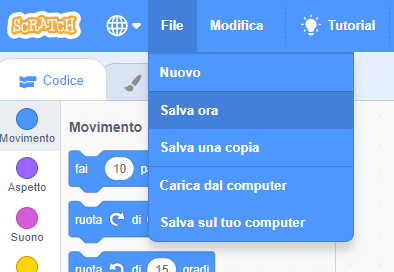 SCRATCH
File
Modifica
Tutorial
Codice
Nuovo
Salva ora
Salva una copia
Carica dal computer
Salva sul tuo computer
Movimento
Aspetto
Suono
Movimento
fai 10 pa
ruota di
ruota di 15 gradi